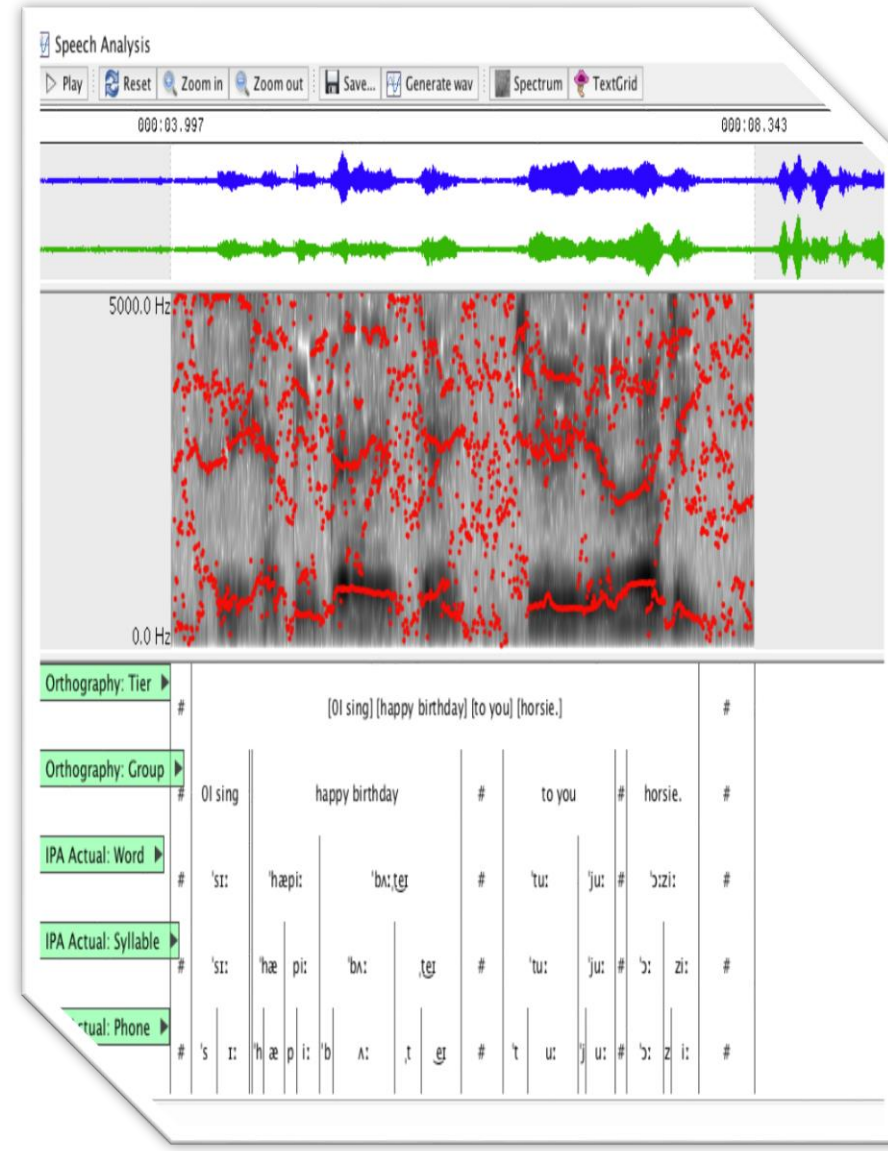 Speech Analysis
Play Reset Zoom in Zoom out Save... Generate wav Spectrum TextGrid
000:03.997 000:08.343
5000.0 Hz
0.0 Hz
Orthography: Tier
# [0I sing] [happy birthday] [to you] [horsie.] #
Orthography: Group
# 0I sing happy birthday # to you # horsie. #
IPA Actual: Word
# ˈsɪː ˈhæpiː ˈbʌːˌte͜ɪ # ˈtuː ˈjuː # ˈɔːziː #
IPA Actual: Syllable
# ˈsɪː ˈhæ piː ˈbʌː ˌte͜ɪ # ˈtuː ˈjuː # ˈɔː ziː #
ctual: Phone
# ˈs ɪː ˈh æ p iː ˈb ʌː ˌt e͜ɪ # ˈt uː ˈj uː # ˈɔː z iː #